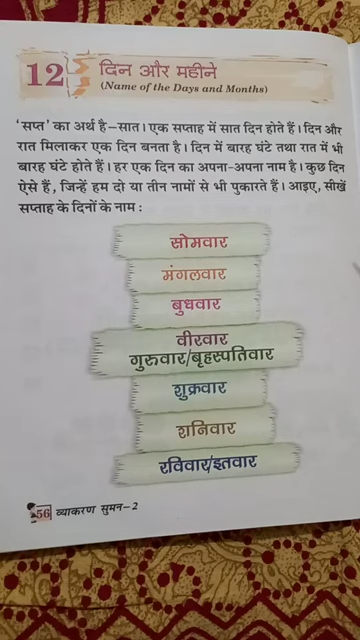 12 दिन और महीने
(Name of the Days and Months)
'सप्त' का अर्थ है–सात। एक सप्ताह में सात दिन होते हैं। दिन और
रात मिलाकर एक दिन बनता है। दिन में बारह घंटे तथा रात में भी
बारह घंटे होते हैं। हर एक दिन का अपना-अपना नाम है। कुछ दिन
ऐसे हैं, जिन्हें हम दो या तीन नामों से भी पुकारते हैं। आइए, सीखें
सप्ताह के दिनों के नाम :
सोमवार
मंगलवार
बुधवार
वीरवार
गुरुवार/बृहस्पतिवार
शुक्रवार
शनिवार
रविवार/इतवार
56 व्याकरण सुमन–2